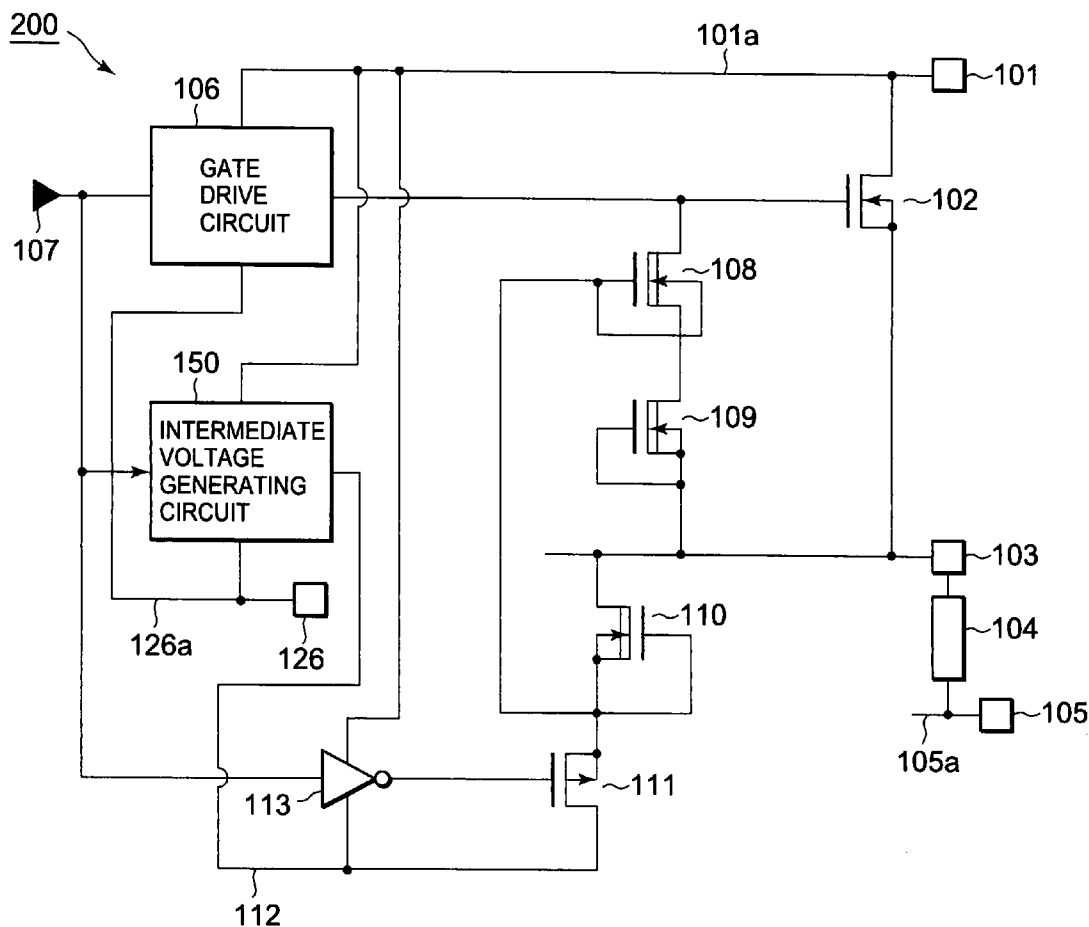 200
101a
101
106
GATE
DRIVE
CIRCUIT
102
107
108
150
109
INTERMEDIATE
VOLTAGE
GENERATING
CIRCUIT
103
110
104
126a
126
105
105a
113
111
112